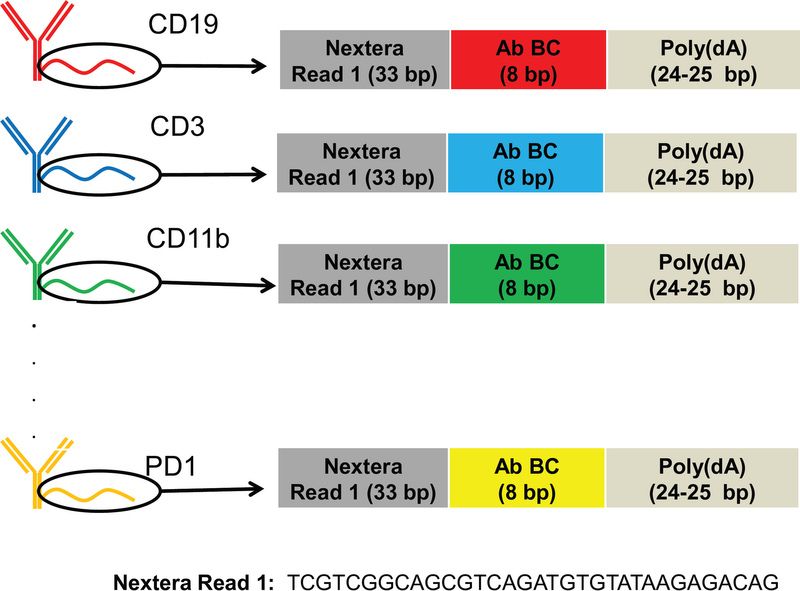 CD19
Nextera Ab BC Poly(dA)
Read 1 (33 bp) (8 bp) (24-25 bp)
CD3
Nextera Ab BC Poly(dA)
Read 1 (33 bp) (8 bp) (24-25 bp)
CD11b
Nextera Ab BC Poly(dA)
Read 1 (33 bp) (8 bp) (24-25 bp)
PD1
Nextera Ab BC Poly(dA)
Read 1 (33 bp) (8 bp) (24-25 bp)
Nextera Read 1: TCGTCGGCAGCGTCAGATGTGTATAAGAGACAG